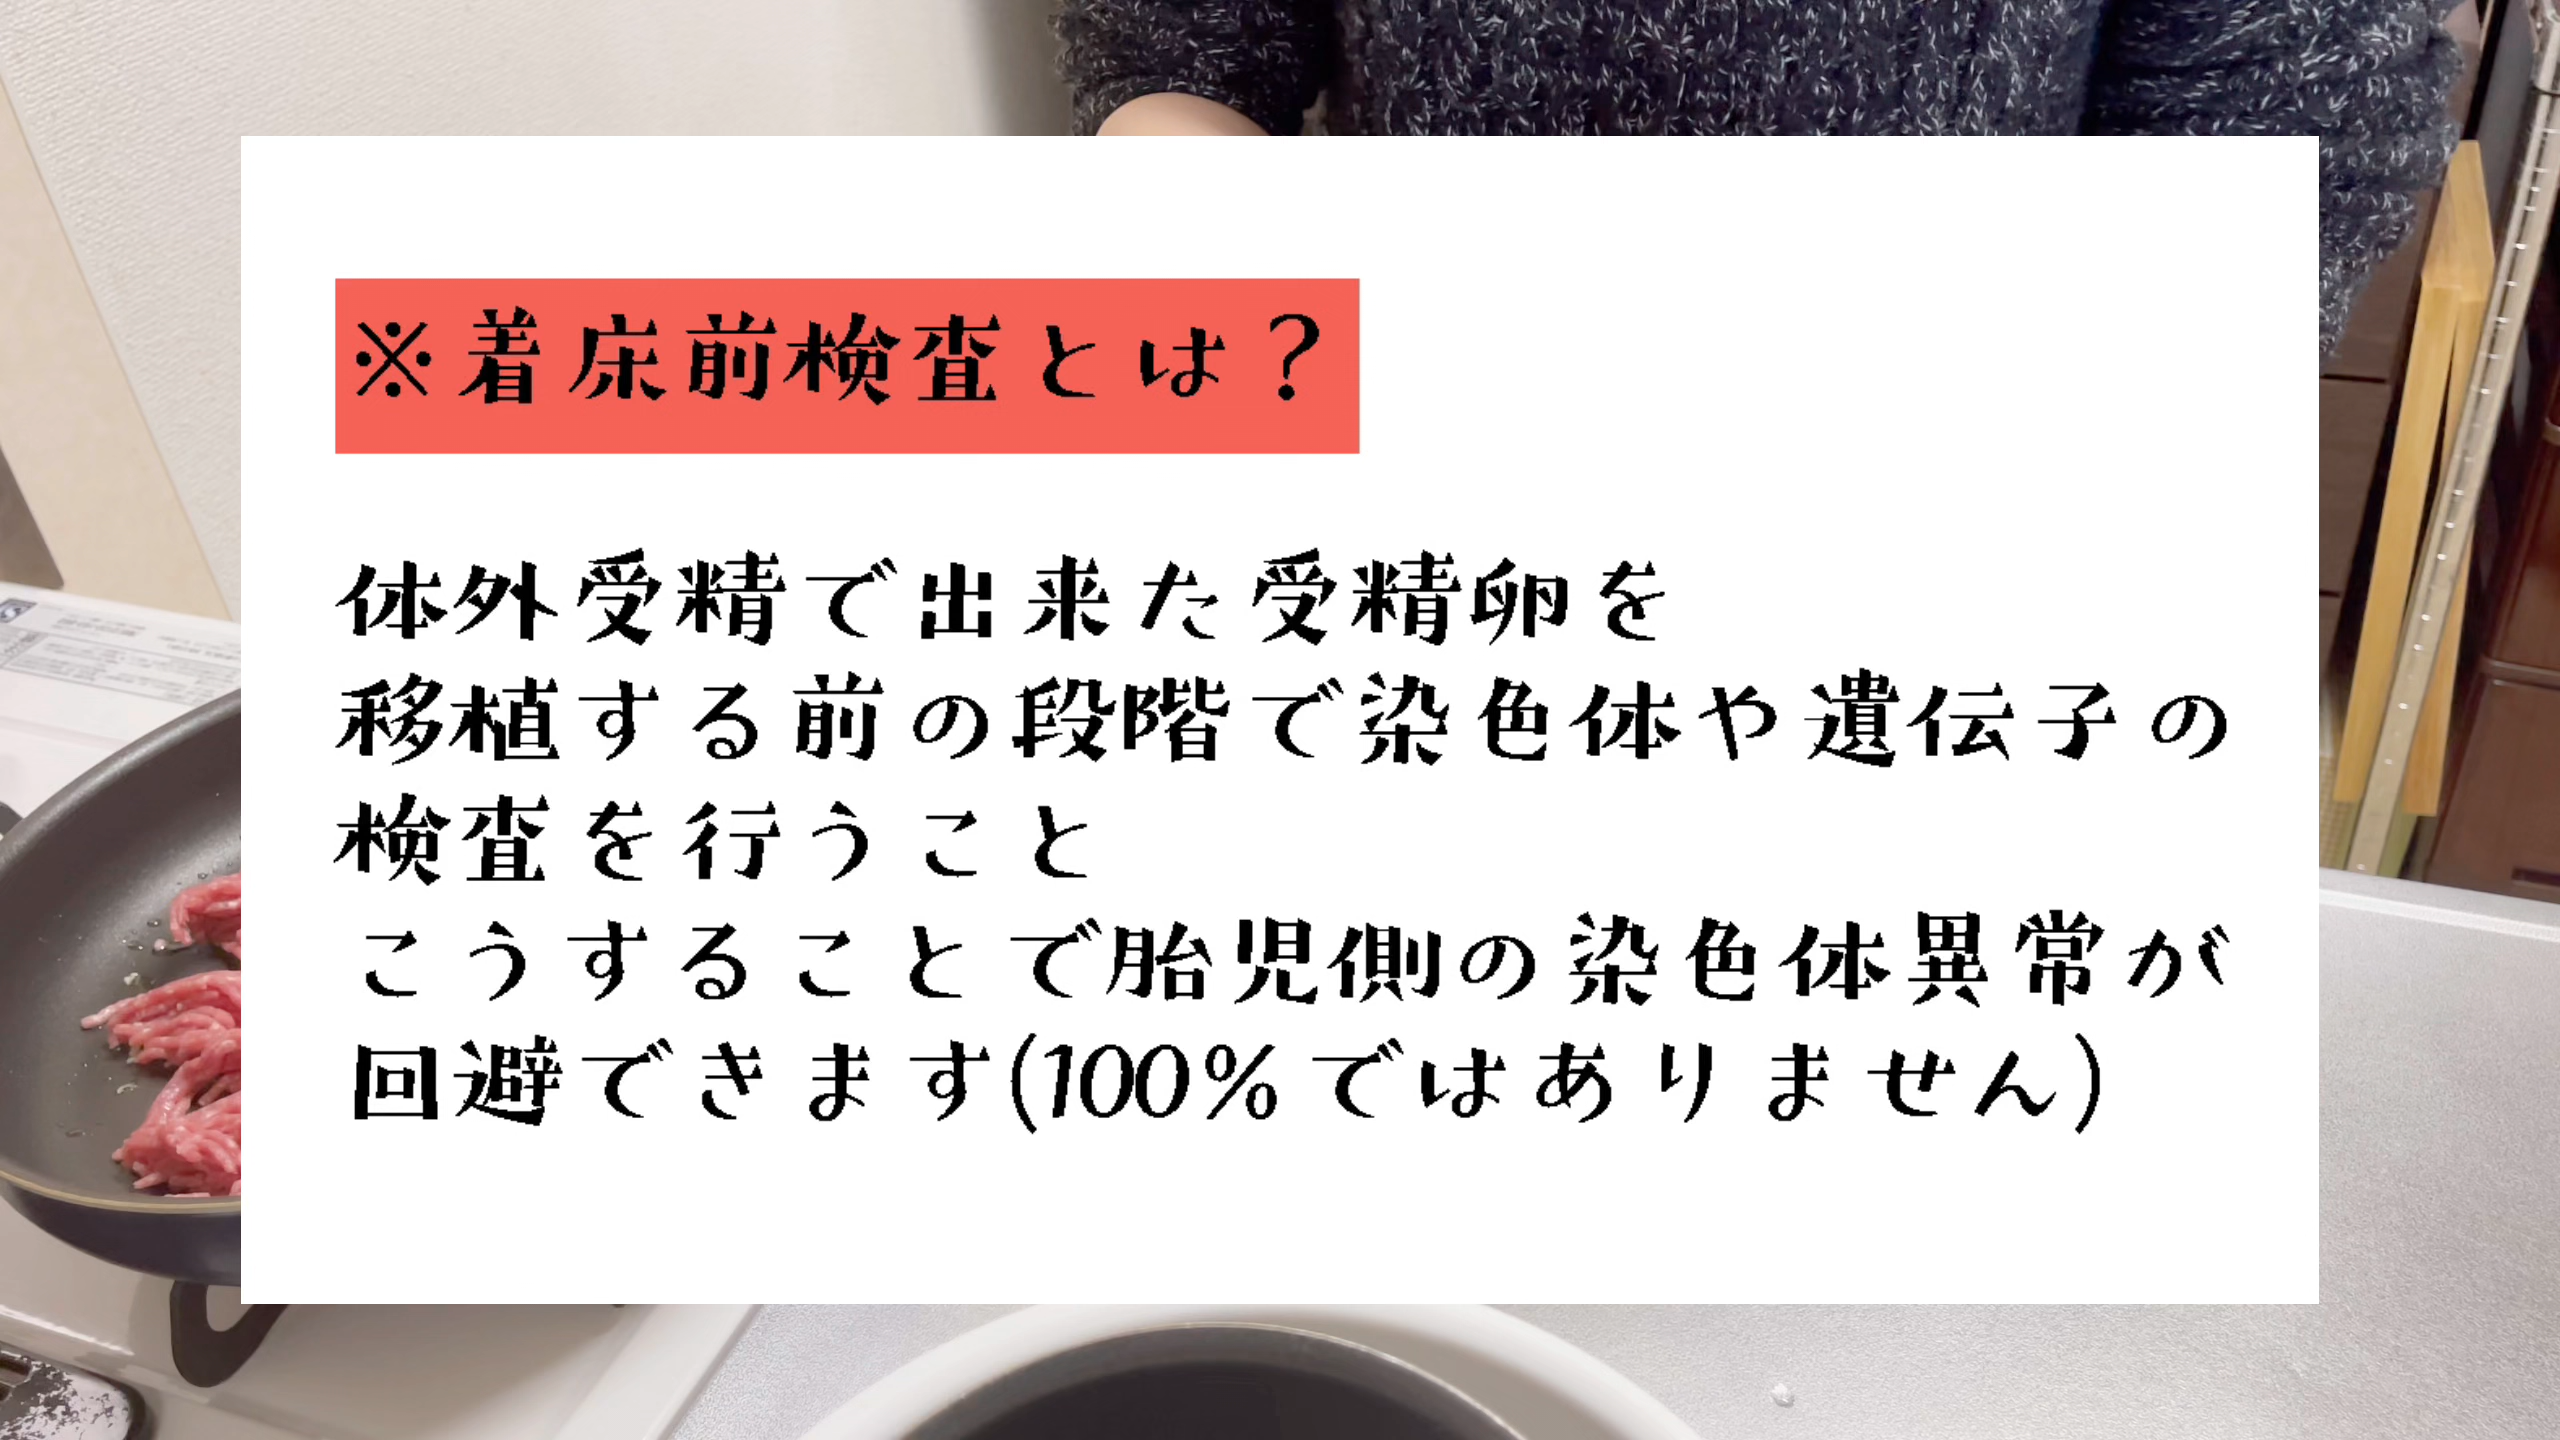 ※着床前検査とは？
体外受精で出来た受精卵を
移植する前の段階で染色体や遺伝子の
検査を行うこと
こうすることで胎児側の染色体異常が
回避できます(100%ではありません)